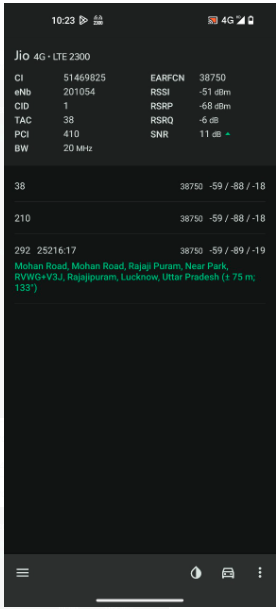 10:23 4G
Jio 4G · LTE 2300
CI 51469825 EARFCN 38750
eNb 201054 RSSI -51 dBm
CID 1 RSRP -68 dBm
TAC 38 RSRQ -6 dB
PCI 410 SNR 11 dB
BW 20 MHz
38 38750 -59 / -88 / -18
210 38750 -59 / -88 / -18
292 25216:17 38750 -59 / -89 / -19
Mohan Road, Mohan Road, Rajaji Puram, Near Park,
RVWG+V3J, Rajajipuram, Lucknow, Uttar Pradesh (± 75 m;
133°)